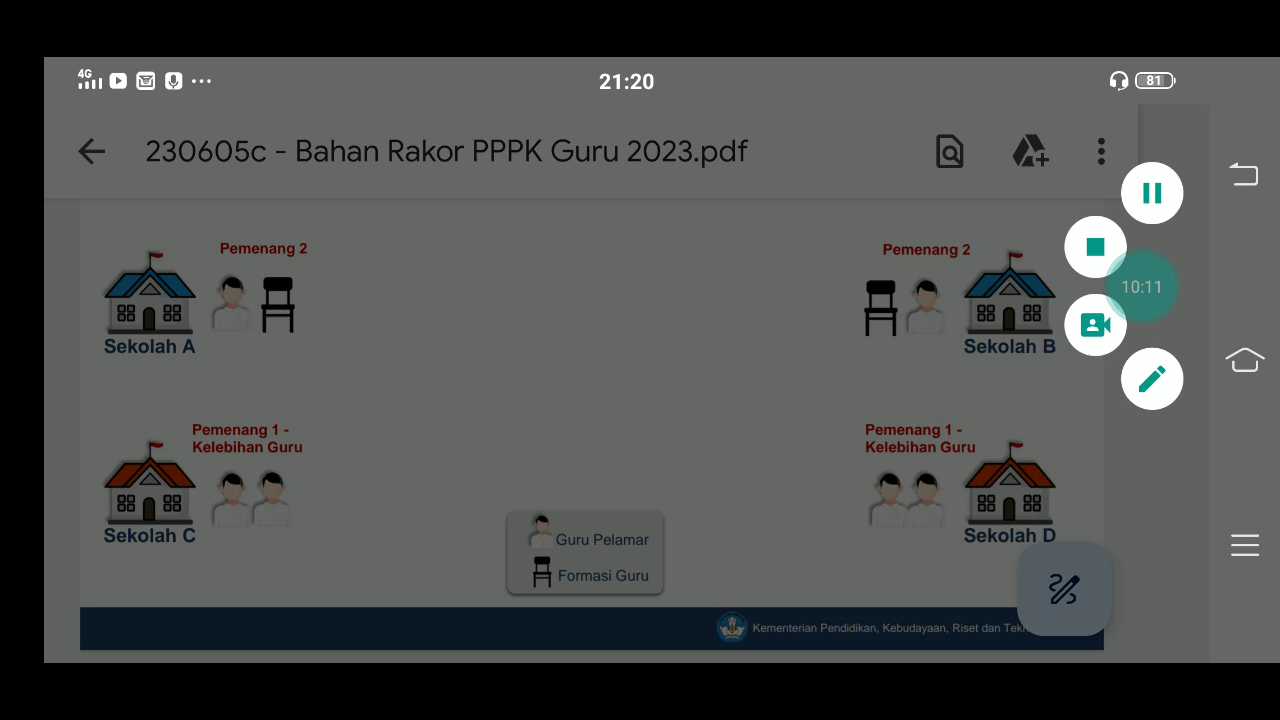 4G
21:20
81
230605c - Bahan Rakor PPPK Guru 2023.pdf
10:11
Pemenang 2
Sekolah A
Pemenang 2
Sekolah B
Pemenang 1 -
Kelebihan Guru
Sekolah C
Pemenang 1 -
Kelebihan Guru
Sekolah D
Guru Pelamar
Formasi Guru
Kementerian Pendidikan, Kebudayaan, Riset dan